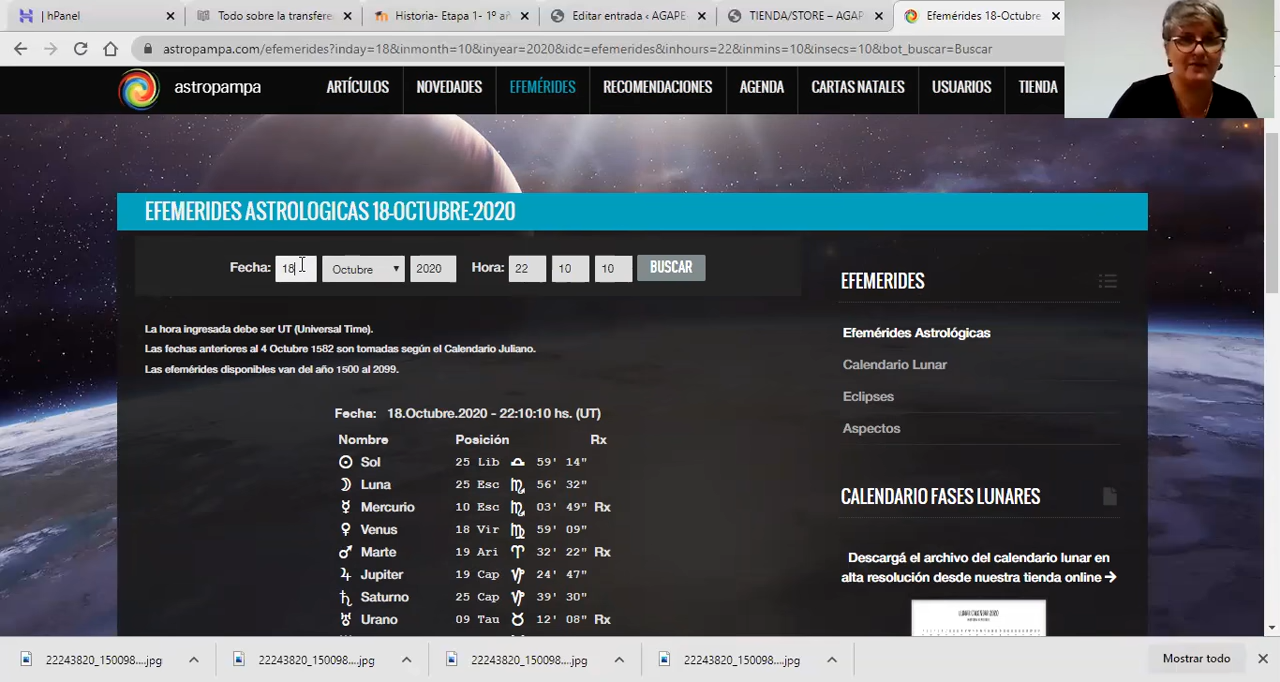 hPanel
Todo sobre la transfere
Historia- Etapa 1- 1º añ
Editar entrada ‹ AGAPE
TIENDA/STORE – AGAP
Efemérides 18-Octubre
astropampa.com/efemerides?inday=18&inmonth=10&inyear=2020&idc=efemerides&inhours=22&inmins=10&insecs=10&bot_buscar=Buscar
astropampa
ARTÍCULOS NOVEDADES EFEMÉRIDES RECOMENDACIONES AGENDA CARTAS NATALES USUARIOS TIENDA
EFEMERIDES ASTROLOGICAS 18-OCTUBRE-2020
Fecha: 18 Octubre 2020 Hora: 22 10 10 BUSCAR
La hora ingresada debe ser UT (Universal Time).
Las fechas anteriores al 4 Octubre 1582 son tomadas según el Calendario Juliano.
Las efemérides disponibles van del año 1500 al 2099.
Fecha: 18.Octubre.2020 - 22:10:10 hs. (UT)
Nombre Posición Rx
☉ Sol 25 Lib ♎ 59' 14"
☽ Luna 25 Esc ♏ 56' 32"
☿ Mercurio 10 Esc ♏ 03' 49" Rx
♀ Venus 18 Vir ♍ 59' 09"
♂ Marte 19 Ari ♈ 32' 22" Rx
♃ Jupiter 19 Cap ♑ 24' 47"
♄ Saturno 25 Cap ♑ 39' 30"
♅ Urano 09 Tau ♉ 12' 08" Rx
EFEMERIDES
Efemérides Astrológicas
Calendario Lunar
Eclipses
Aspectos
CALENDARIO FASES LUNARES
Descargá el archivo del calendario lunar en
alta resolución desde nuestra tienda online →
22243820_150098....jpg
22243820_150098....jpg
22243820_150098....jpg
22243820_150098....jpg
Mostrar todo